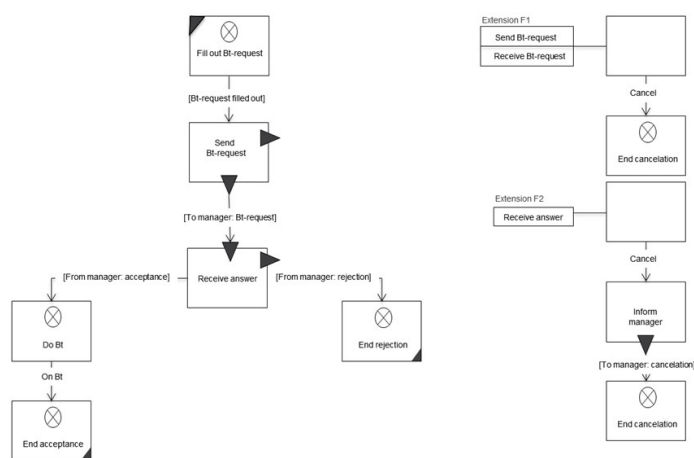 Fill out Bt-request
[Bt-request filled out]
Send
Bt-request
[To manager: Bt-request]
Receive answer
[From manager: acceptance]
[From manager: rejection]
Do Bt
End rejection
On Bt
End acceptance
Extension F1
Send Bt-request
Receive Bt-request
Cancel
End cancelation
Extension F2
Receive answer
Cancel
Inform
manager
[To manager: cancelation]
End cancelation